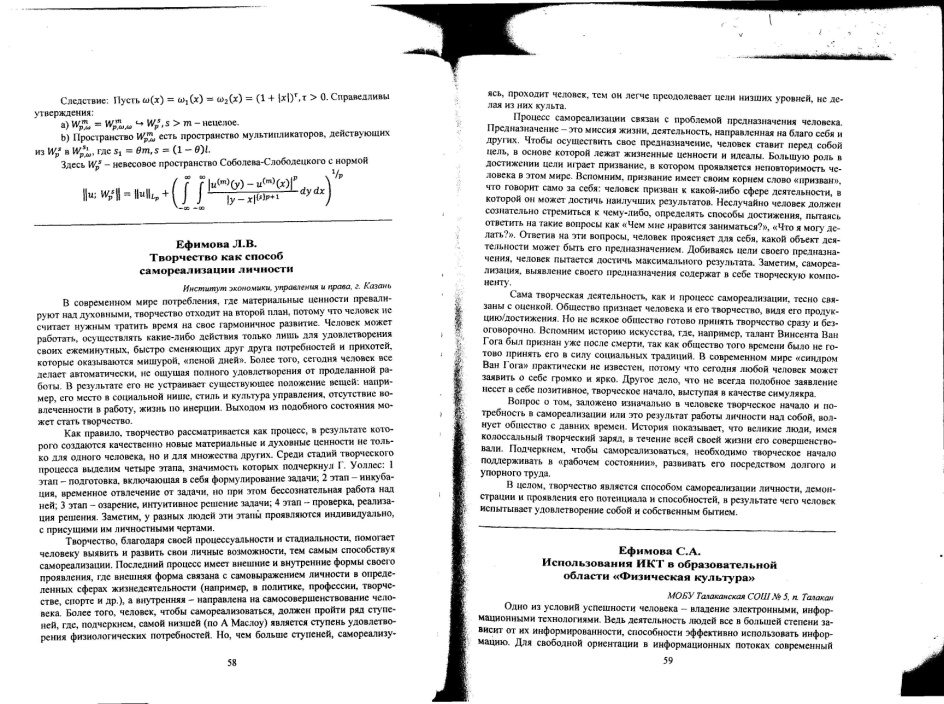 Следствие: Пусть ω(x) = ω₁(x) = ω₂(x) = (1 + |x|)^τ, τ > 0. Справедливы
утверждения:
a) W^m_{p,ω} = W^m_{p,ω,ω} ↪ W^s_p, s > m – нецелое.
b) Пространство W^m_{p,ω} есть пространство мультипликаторов, действующих
из W^s_p в W^{s₁}_{p,ω}, где s₁ = θm, s = (1 − θ)l.
Здесь W^s_p – невесовое пространство Соболева-Слободецкого с нормой
‖u; W^s_p‖ = ‖u‖_{L_p} + (∫_{−∞}^{∞} ∫_{−∞}^{∞} |u^{(m)}(y) − u^{(m)}(x)|^p / |y − x|^{{s}p+1} dy dx)^{1/p}
Ефимова Л.В.
Творчество как способ
самореализации личности
Институт экономики, управления и права, г. Казань
В современном мире потребления, где материальные ценности превали-
руют над духовными, творчество отходит на второй план, потому что человек не
считает нужным тратить время на свое гармоничное развитие. Человек может
работать, осуществлять какие-либо действия только лишь для удовлетворения
своих ежеминутных, быстро сменяющих друг друга потребностей и прихотей,
которые оказываются мишурой, «пеной дней». Более того, сегодня человек все
делает автоматически, не ощущая полного удовлетворения от проделанной ра-
боты. В результате его не устраивает существующее положение вещей: напри-
мер, его место в социальной нише, стиль и культура управления, отсутствие во-
влеченности в работу, жизнь по инерции. Выходом из подобного состояния мо-
жет стать творчество.
Как правило, творчество рассматривается как процесс, в результате кото-
рого создаются качественно новые материальные и духовные ценности не толь-
ко для одного человека, но и для множества других. Среди стадий творческого
процесса выделим четыре этапа, значимость которых подчеркнул Г. Уоллес: 1
этап – подготовка, включающая в себя формулирование задачи; 2 этап – инкуба-
ция, временное отвлечение от задачи, но при этом бессознательная работа над
ней; 3 этап – озарение, интуитивное решение задачи; 4 этап – проверка, реализа-
ция решения. Заметим, у разных людей эти этапы проявляются индивидуально,
с присущими им личностными чертами.
Творчество, благодаря своей процессуальности и стадиальности, помогает
человеку выявить и развить свои личные возможности, тем самым способствуя
самореализации. Последний процесс имеет внешние и внутренние формы своего
проявления, где внешняя форма связана с самовыражением личности в опреде-
ленных сферах жизнедеятельности (например, в политике, профессии, творче-
стве, спорте и др.), а внутренняя – направлена на самосовершенствование чело-
века. Более того, человек, чтобы самореализоваться, должен пройти ряд ступе-
ней, где, подчеркнем, самой низшей (по А Маслоу) является ступень удовлетво-
рения физиологических потребностей. Но, чем больше ступеней, самореализу-
58
ясь, проходит человек, тем он легче преодолевает цели низших уровней, не де-
лая из них культа.
Процесс самореализации связан с проблемой предназначения человека.
Предназначение – это миссия жизни, деятельность, направленная на благо себя и
других. Чтобы осуществить свое предназначение, человек ставит перед собой
цель, в основе которой лежат жизненные ценности и идеалы. Большую роль в
достижении цели играет призвание, в котором проявляется неповторимость че-
ловека в этом мире. Вспомним, призвание имеет своим корнем слово «призван»,
что говорит само за себя: человек призван к какой-либо сфере деятельности, в
которой он может достичь наилучших результатов. Неслучайно человек должен
сознательно стремиться к чему-либо, определять способы достижения, пытаясь
ответить на такие вопросы как «Чем мне нравится заниматься?», «Что я могу де-
лать?». Ответив на эти вопросы, человек проясняет для себя, какой объект дея-
тельности может быть его предназначением. Добиваясь цели своего предназна-
чения, человек пытается достичь максимального результата. Заметим, самореа-
лизация, выявление своего предназначения содержат в себе творческую компо-
ненту.
Сама творческая деятельность, как и процесс самореализации, тесно свя-
заны с оценкой. Общество признает человека и его творчество, видя его продук-
цию/достижения. Но не всякое общество готово принять творчество сразу и без-
оговорочно. Вспомним историю искусства, где, например, талант Винсента Ван
Гога был признан уже после смерти, так как общество того времени было не го-
тово принять его в силу социальных традиций. В современном мире «синдром
Ван Гога» практически не известен, потому что сегодня любой человек может
заявить о себе громко и ярко. Другое дело, что не всегда подобное заявление
несет в себе позитивное, творческое начало, выступая в качестве симулякра.
Вопрос о том, заложено изначально в человеке творческое начало и по-
требность в самореализации или это результат работы личности над собой, вол-
нует общество с давних времен. История показывает, что великие люди, имея
колоссальный творческий заряд, в течение всей своей жизни его совершенство-
вали. Подчеркнем, чтобы самореализоваться, необходимо творческое начало
поддерживать в «рабочем состоянии», развивать его посредством долгого и
упорного труда.
В целом, творчество является способом самореализации личности, демон-
страции и проявления его потенциала и способностей, в результате чего человек
испытывает удовлетворение собой и собственным бытием.
Ефимова С.А.
Использования ИКТ в образовательной
области «Физическая культура»
МОБУ Талаканская СОШ № 5, п. Талакан
Одно из условий успешности человека – владение электронными, инфор-
мационными технологиями. Ведь деятельность людей все в большей степени за-
висит от их информированности, способности эффективно использовать инфор-
мацию. Для свободной ориентации в информационных потоках современный
59